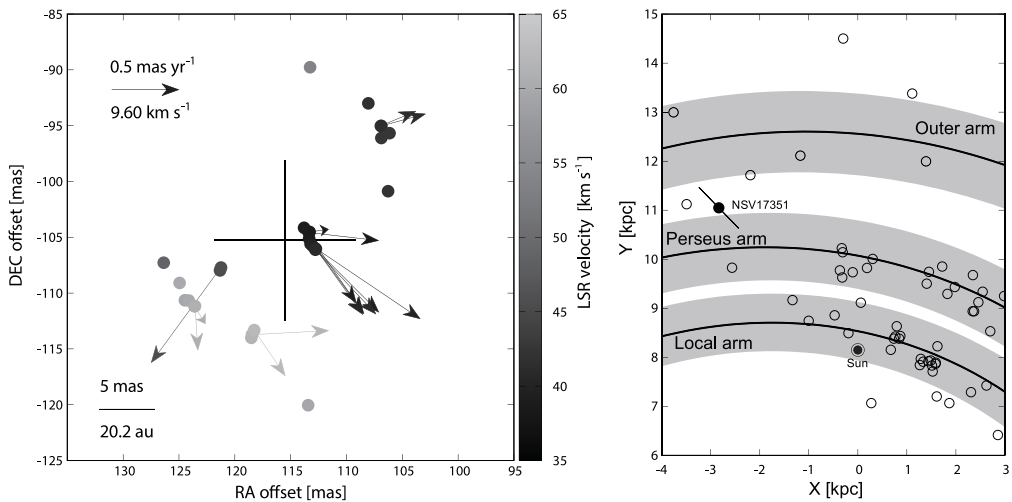 0.5 mas yr⁻¹
9.60 km s⁻¹
5 mas
20.2 au
-85
-90
-95
-100
-105
-110
-115
-120
-125
DEC offset [mas]
130 125 120 115 110 105 100 95
RA offset [mas]
65
60
55
50
45
40
35
LSR velocity [km s⁻¹]
15
14
13
12
11
10
9
8
7
6
Y [kpc]
Outer arm
NSV17351
Perseus arm
Local arm
Sun
-4 -3 -2 -1 0 1 2 3
X [kpc]